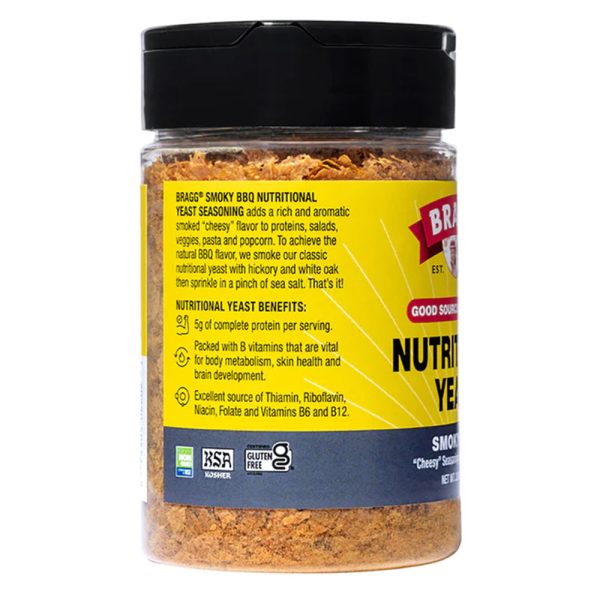 BRAGG® SMOKY BBQ NUTRITIONAL
YEAST SEASONING adds a rich and aromatic
smoked “cheesy” flavor to proteins, salads,
veggies, pasta and popcorn. To achieve the
natural BBQ flavor, we smoke our classic
nutritional yeast with hickory and white oak
then sprinkle in a pinch of sea salt. That's it!
NUTRITIONAL YEAST BENEFITS:
5g of complete protein per serving.
Packed with B vitamins that are vital
for body metabolism, skin health and
brain development.
Excellent source of Thiamin, Riboflavin,
Niacin, Folate and Vitamins B6 and B12.
KSA
KOSHER
CERTIFIED
GLUTEN
FREE
BRA
EST.
GOOD SOURC
NUTRIT
YEA
SMOK
“Cheesy” Season
NET WT.